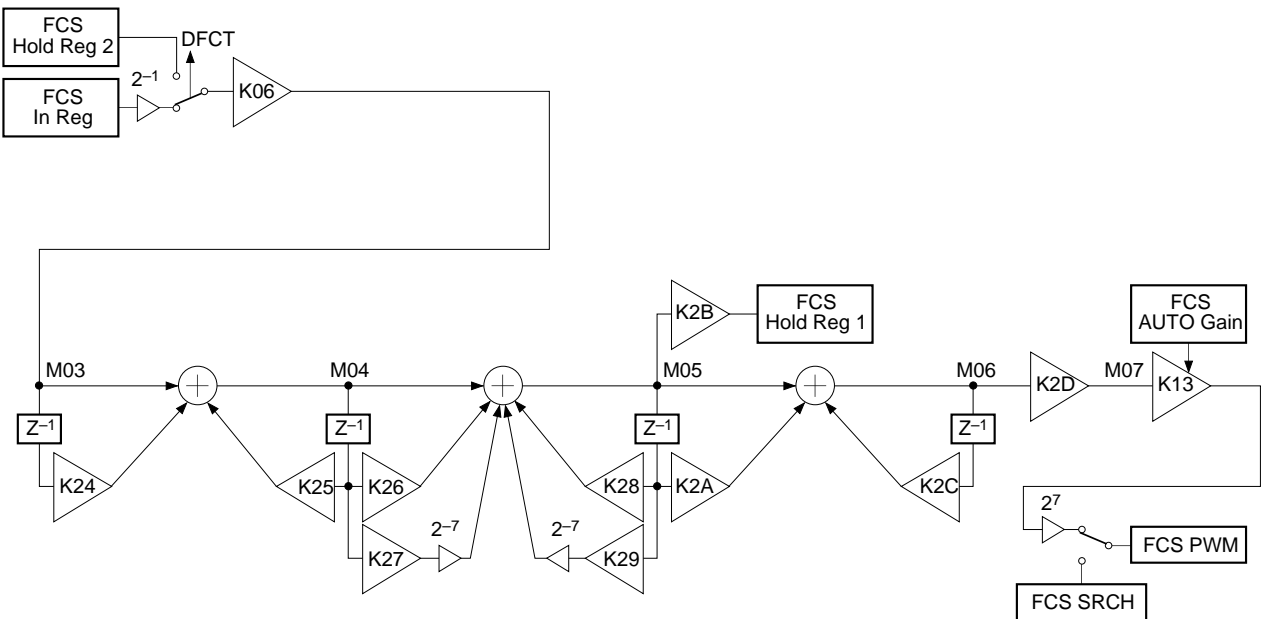 FCS
Hold Reg 2
DFCT
2–1
FCS
In Reg
K06
K2B
FCS
Hold Reg 1
FCS
AUTO Gain
M03
M04
M05
M06
K2D
M07
K13
Z–1
Z–1
Z–1
Z–1
K24
K25
K26
K28
K2A
K2C
K27
2–7
2–7
K29
27
FCS PWM
FCS SRCH